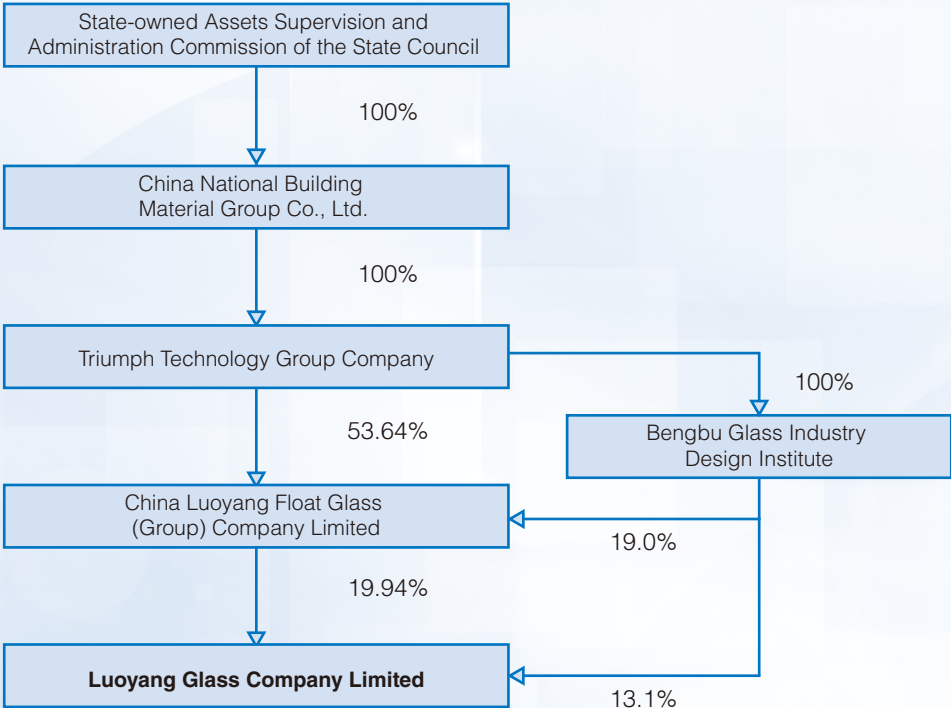 State-owned Assets Supervision and
Administration Commission of the State Council
100%
China National Building
Material Group Co., Ltd.
100%
Triumph Technology Group Company
100%
53.64%
Bengbu Glass Industry
Design Institute
China Luoyang Float Glass
(Group) Company Limited
19.0%
19.94%
Luoyang Glass Company Limited
13.1%